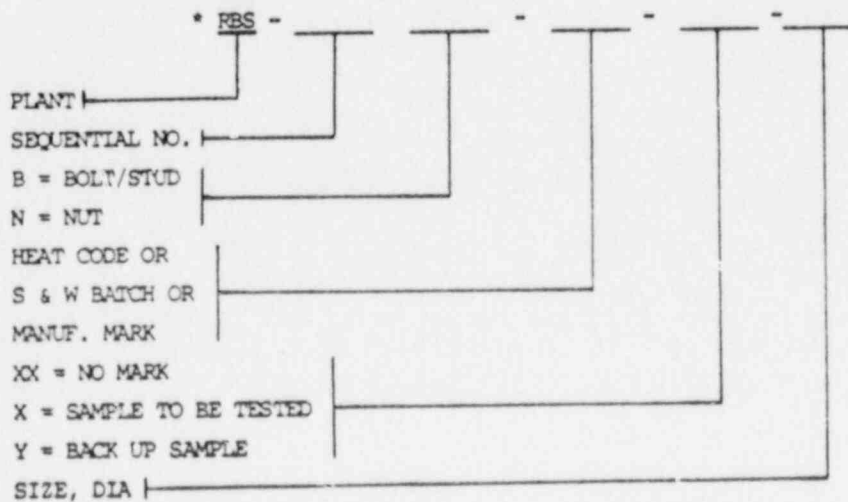 * RBS - ____ ____ - ____ - ____ - ____
PLANT
SEQUENTIAL NO.
B = BOLT/STUD
N = NUT
HEAT CODE OR
S & W BATCH OR
MANUF. MARK
XX = NO MARK
X = SAMPLE TO BE TESTED
Y = BACK UP SAMPLE
SIZE, DIA